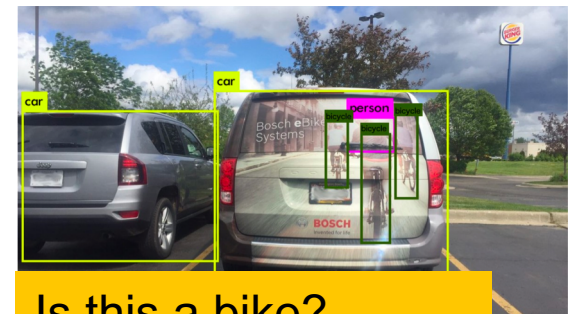 BURGER
KING
car
car
person
bicycle
bicycle
bicycle
Bosch eBike
Systems
BOSCH
Is this a bike?